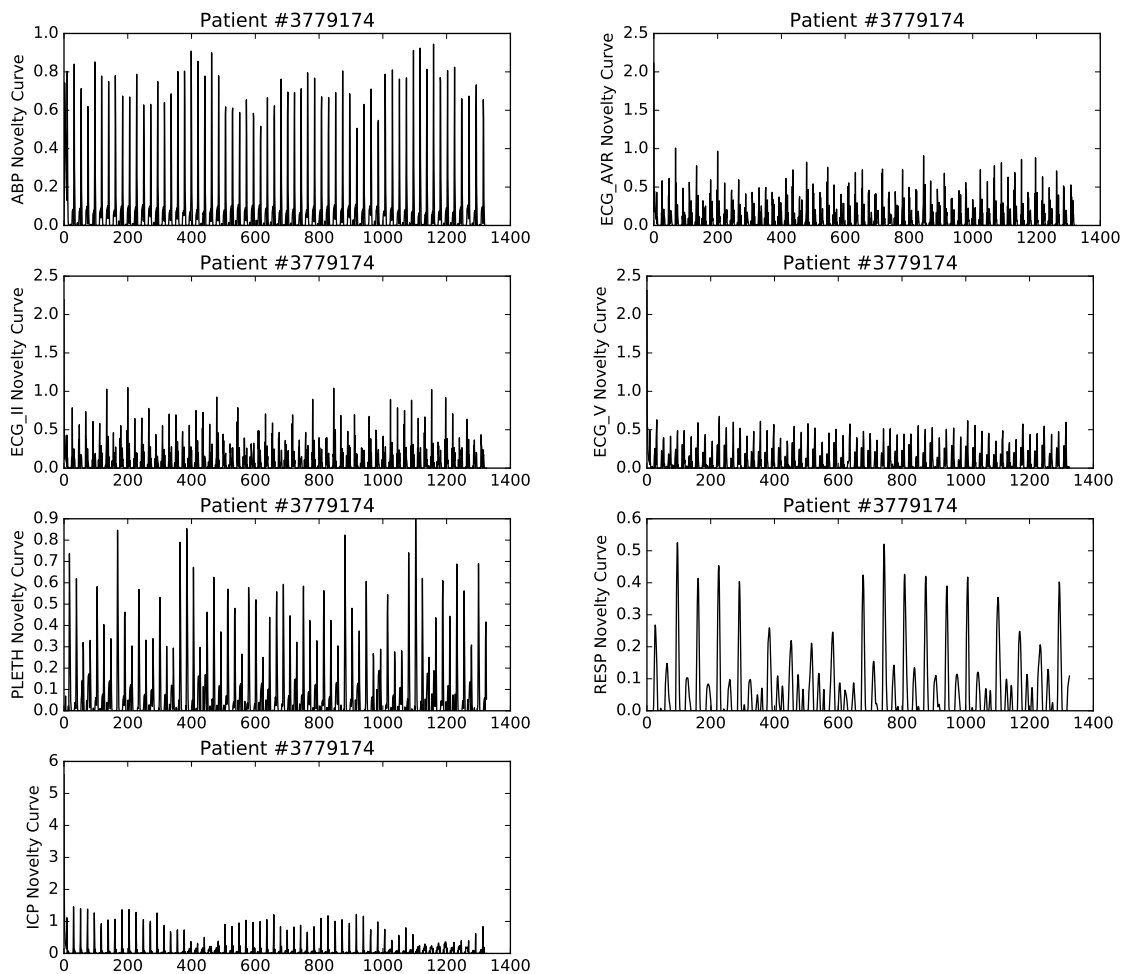 Patient #3779174
ABP Novelty Curve
1.0
0.8
0.6
0.4
0.2
0.0
0 200 400 600 800 1000 1200 1400
Patient #3779174
ECG_AVR Novelty Curve
2.5
2.0
1.5
1.0
0.5
0.0
0 200 400 600 800 1000 1200 1400
Patient #3779174
ECG_II Novelty Curve
2.5
2.0
1.5
1.0
0.5
0.0
0 200 400 600 800 1000 1200 1400
Patient #3779174
ECG_V Novelty Curve
2.5
2.0
1.5
1.0
0.5
0.0
0 200 400 600 800 1000 1200 1400
Patient #3779174
PLETH Novelty Curve
0.9
0.8
0.7
0.6
0.5
0.4
0.3
0.2
0.1
0.0
0 200 400 600 800 1000 1200 1400
Patient #3779174
RESP Novelty Curve
0.6
0.5
0.4
0.3
0.2
0.1
0.0
0 200 400 600 800 1000 1200 1400
Patient #3779174
ICP Novelty Curve
6
5
4
3
2
1
0
0 200 400 600 800 1000 1200 1400